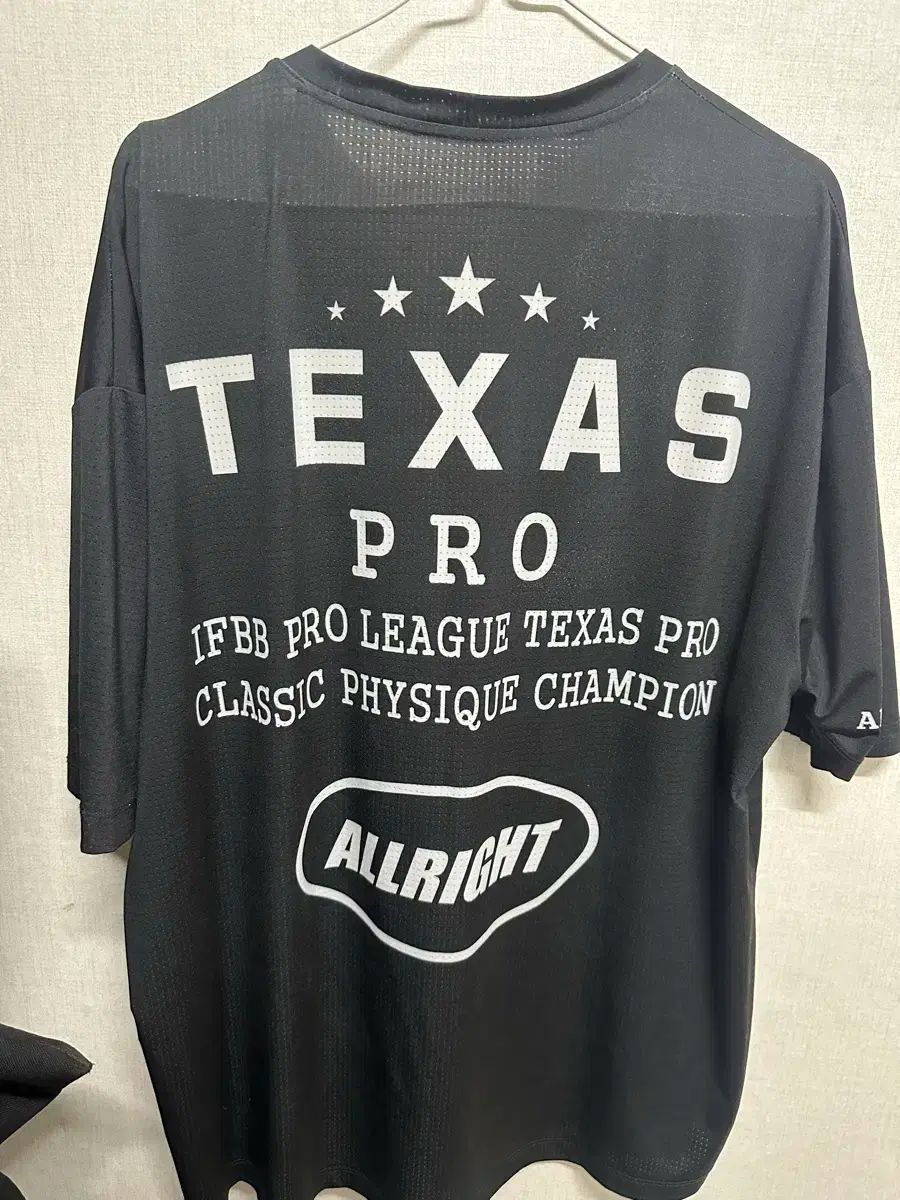 TEXAS
PRO
IFBB PRO LEAGUE TEXAS PRO
CLASSIC PHYSIQUE CHAMPION
ALLRIGHT